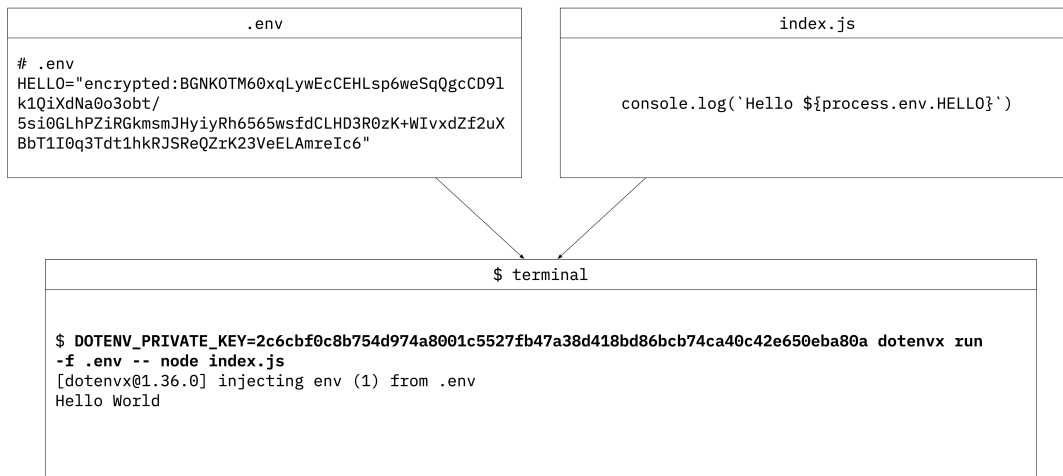 .env
# .env
HELLO="encrypted:BGNKOTM60xqLywEcCEHLsp6weSqQgcCD9l
k1QiXdNa0o3obt/
5si0GLhPZiRGkmsmJHyiyRh6565wsfdCLHD3R0zK+WIvxdZf2uX
BbT1I0q3Tdt1hkRJSReQZrK23VeELAmreIc6"
index.js
console.log(`Hello ${process.env.HELLO}`)
$ terminal
$ DOTENV_PRIVATE_KEY=2c6cbf0c8b754d974a8001c5527fb47a38d418bd86bcb74ca40c42e650eba80a dotenvx run
-f .env -- node index.js
[dotenvx@1.36.0] injecting env (1) from .env
Hello World